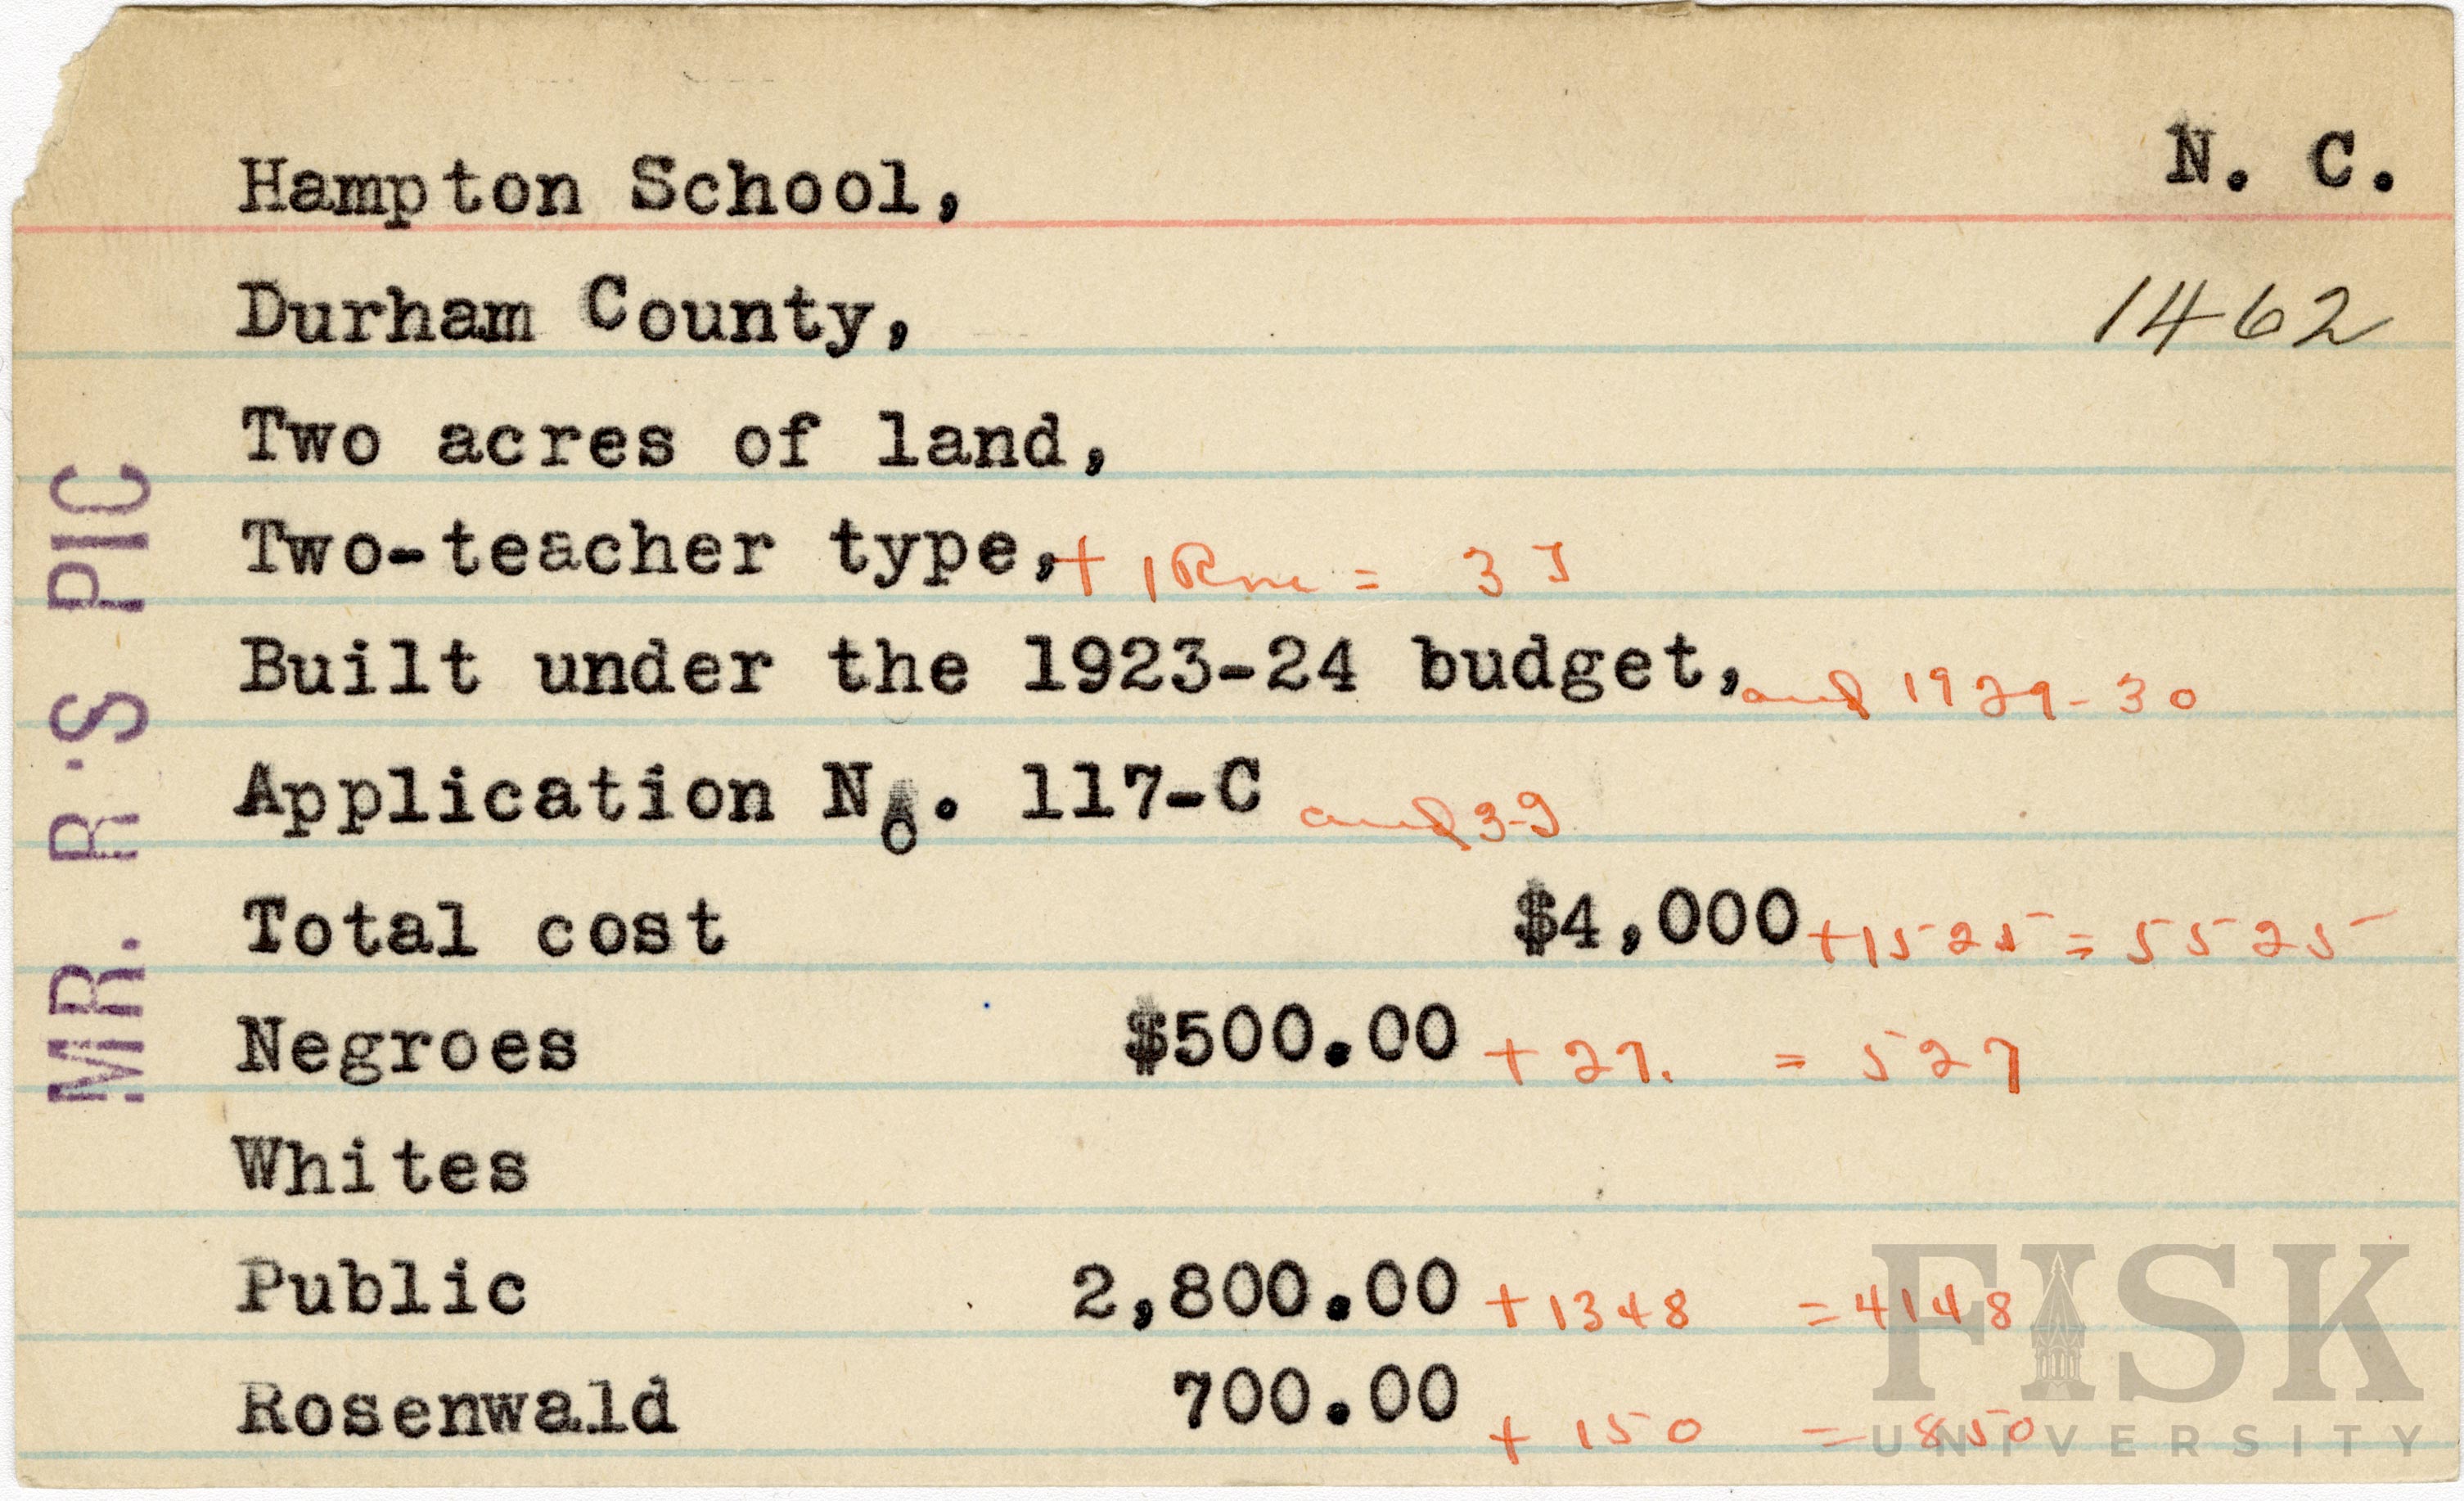 Hampton School,
N. C.
Durham County,
1462
Two acres of land,
Two-teacher type, + 1 Rm = 3 T
Built under the 1923-24 budget, and 1929-30
Application No. 117-C and 3-D
Total cost $4,000 + 1525 = 5525
Negroes $500.00 + 27. = 527
Whites
Public 2,800.00 + 1348 = 4148
Rosenwald 700.00 + 150 = 850
MR. R'S PIC
FISK
UNIVERSITY